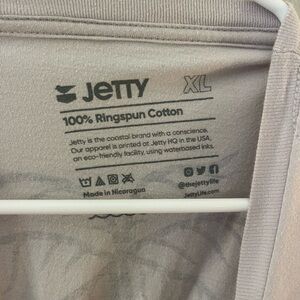 JETTY XL
100% Ringspun Cotton
Jetty is the coastal brand with a conscience.
Our apparel is printed at Jetty HQ in the USA,
an eco-friendly facility, using waterbased inks.
Made in Nicaragua
@thejettylife
JettyLife.com